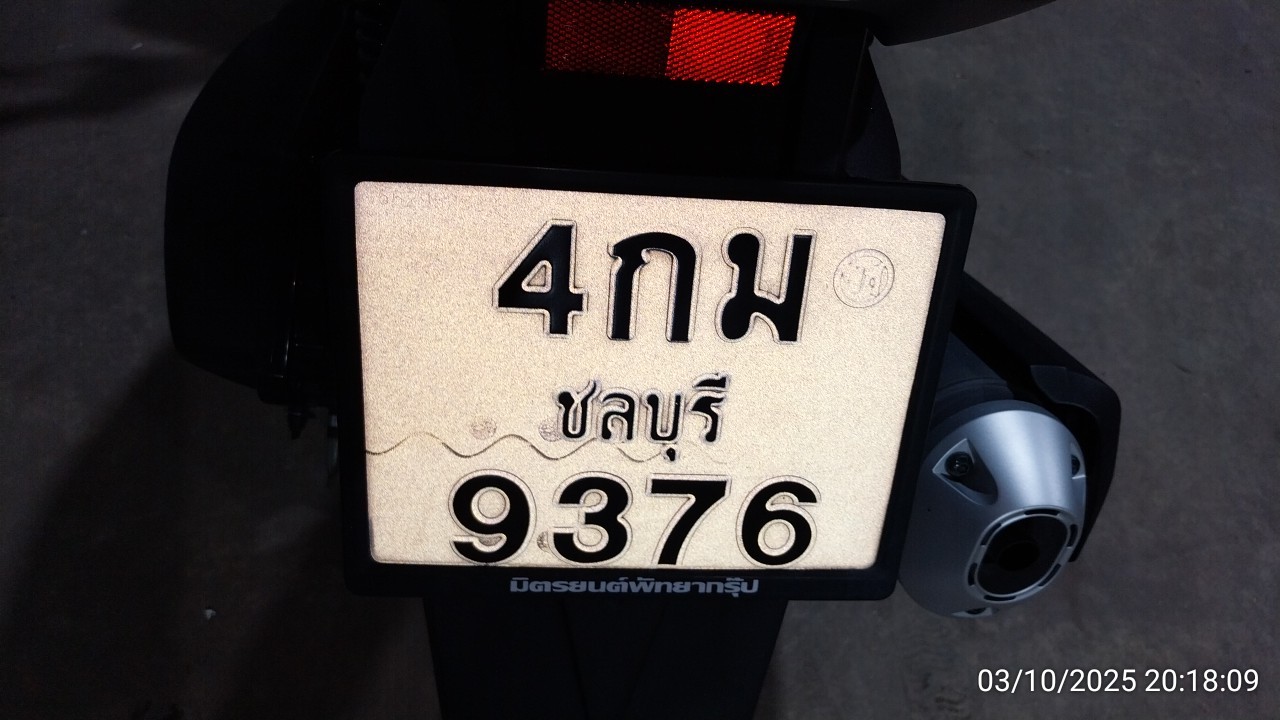 4กม
ชลบุรี
9376
มิตรยนต์พัทยากรุ๊ป
03/10/2025 20:18:09